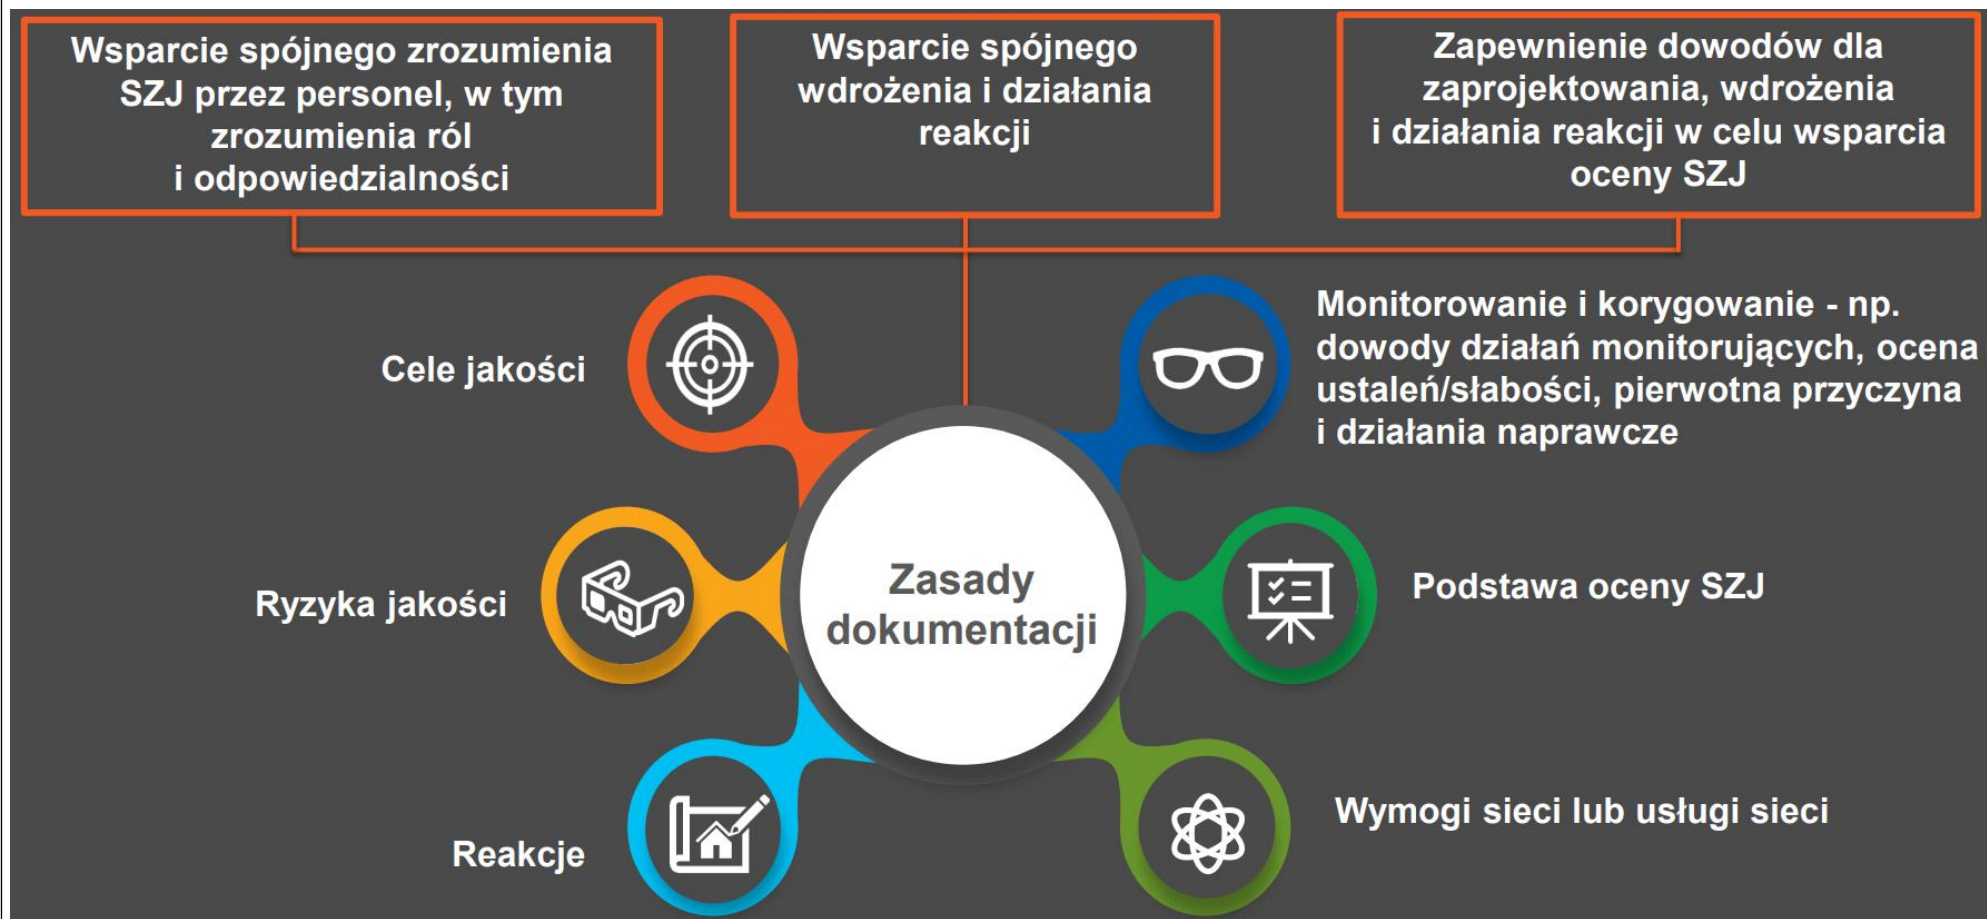 Wsparcie spójnego zrozumienia
SZJ przez personel, w tym
zrozumienia ról
i odpowiedzialności
Wsparcie spójnego
wdrożenia i działania
reakcji
Zapewnienie dowodów dla
zaprojektowania, wdrożenia
i działania reakcji w celu wsparcia
oceny SZJ
Cele jakości
Monitorowanie i korygowanie - np.
dowody działań monitorujących, ocena
ustaleń/słabości, pierwotna przyczyna
i działania naprawcze
Ryzyka jakości
Zasady
dokumentacji
Podstawa oceny SZJ
Reakcje
Wymogi sieci lub usługi sieci